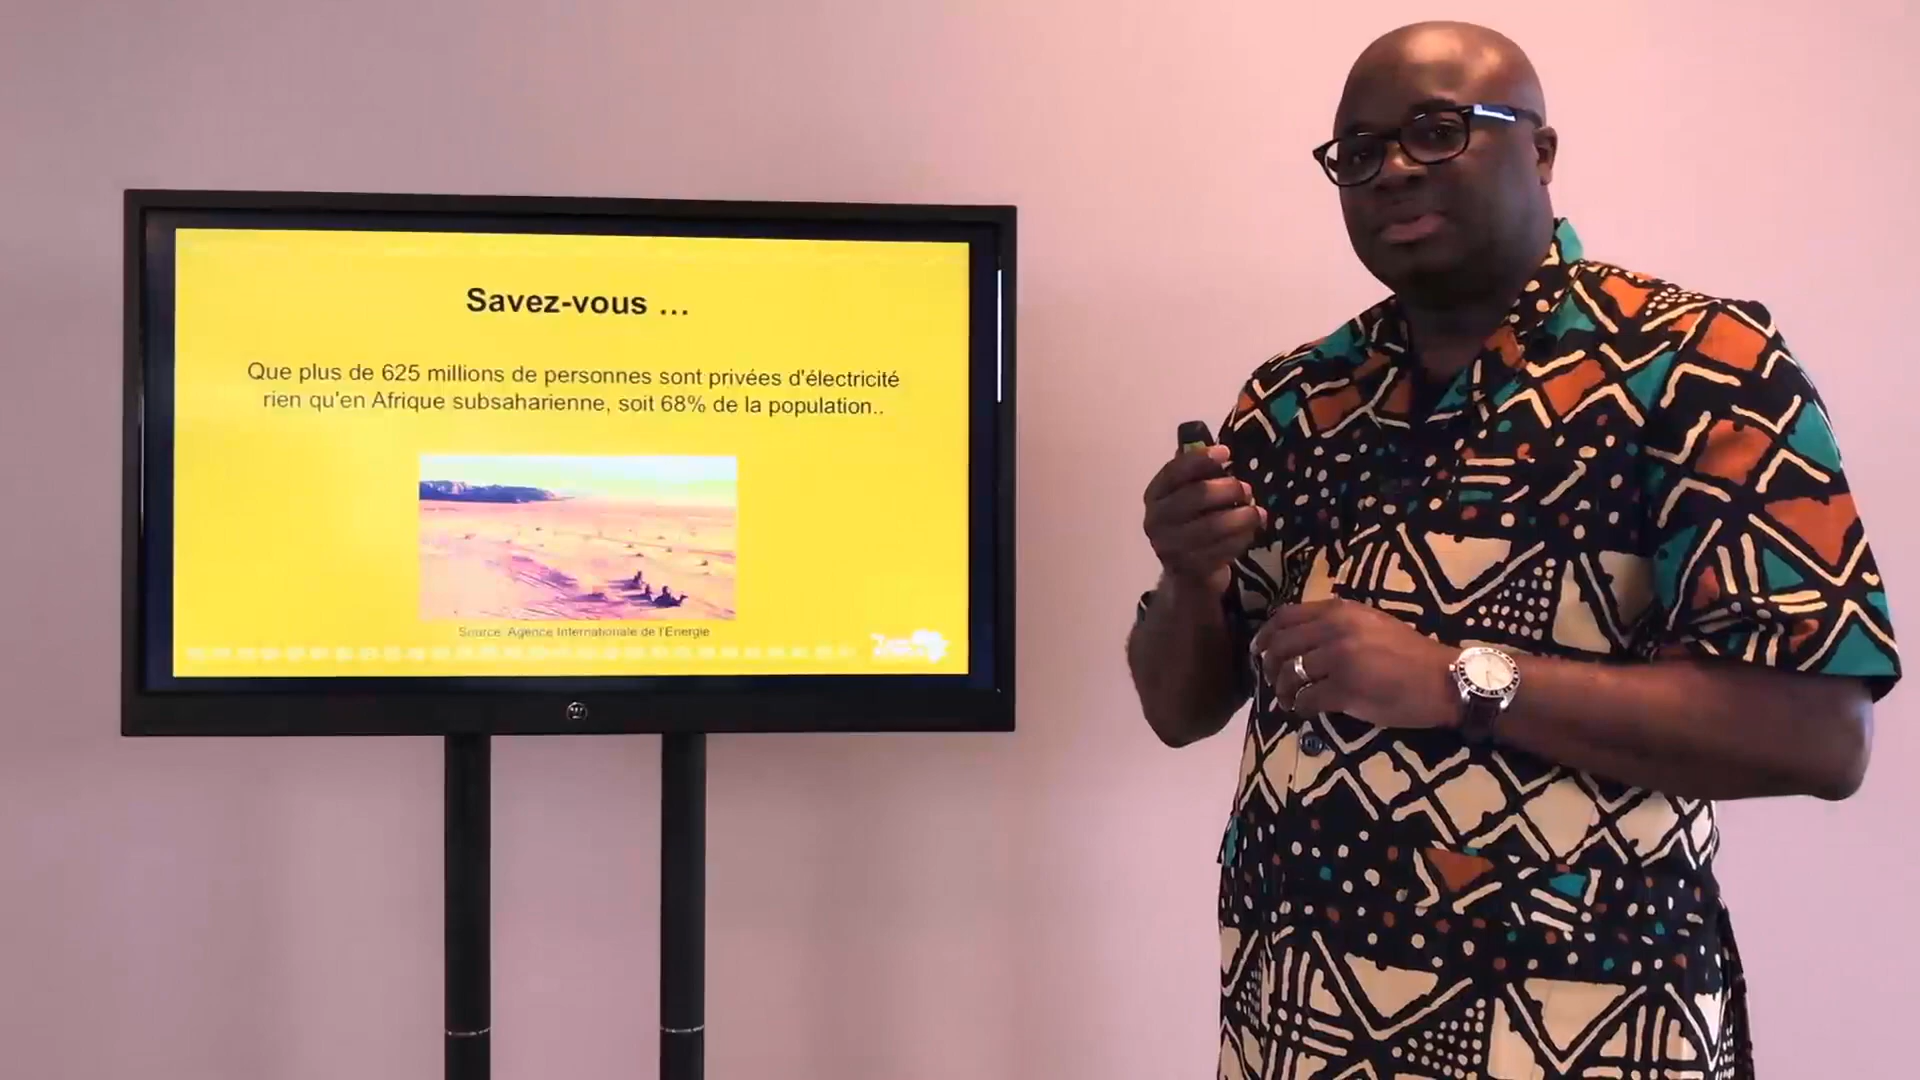 Savez-vous ...
Que plus de 625 millions de personnes sont privées d'électricité
rien qu'en Afrique subsaharienne, soit 68% de la population..
Source: Agence Internationale de l'Energie